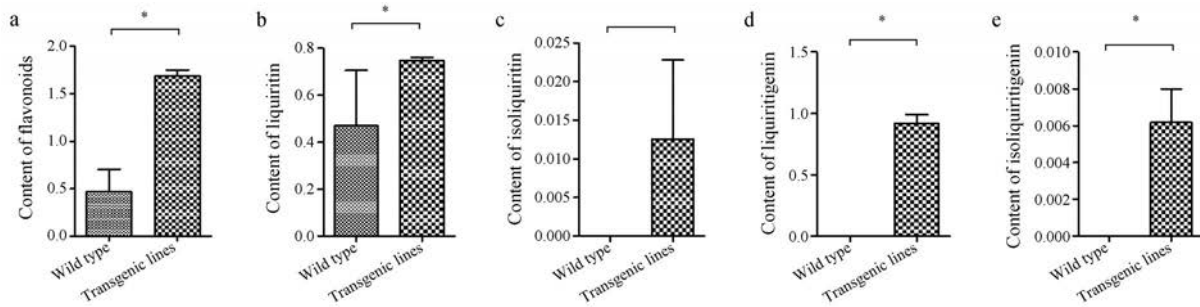 a
*
Content of flavonoids
2.0
1.5
1.0
0.5
0.0
Wild type
Transgenic lines
b
*
Content of liquiritin
0.8
0.6
0.4
0.2
0.0
Wild type
Transgenic lines
c
Content of isoliquiritin
0.025
0.020
0.015
0.010
0.005
0.000
Wild type
Transgenic lines
d
*
Content of liquiritigenin
1.5
1.0
0.5
0.0
Wild type
Transgenic lines
e
*
Content of isoliquiritigenin
0.010
0.008
0.006
0.004
0.002
0.000
Wild type
Transgenic lines